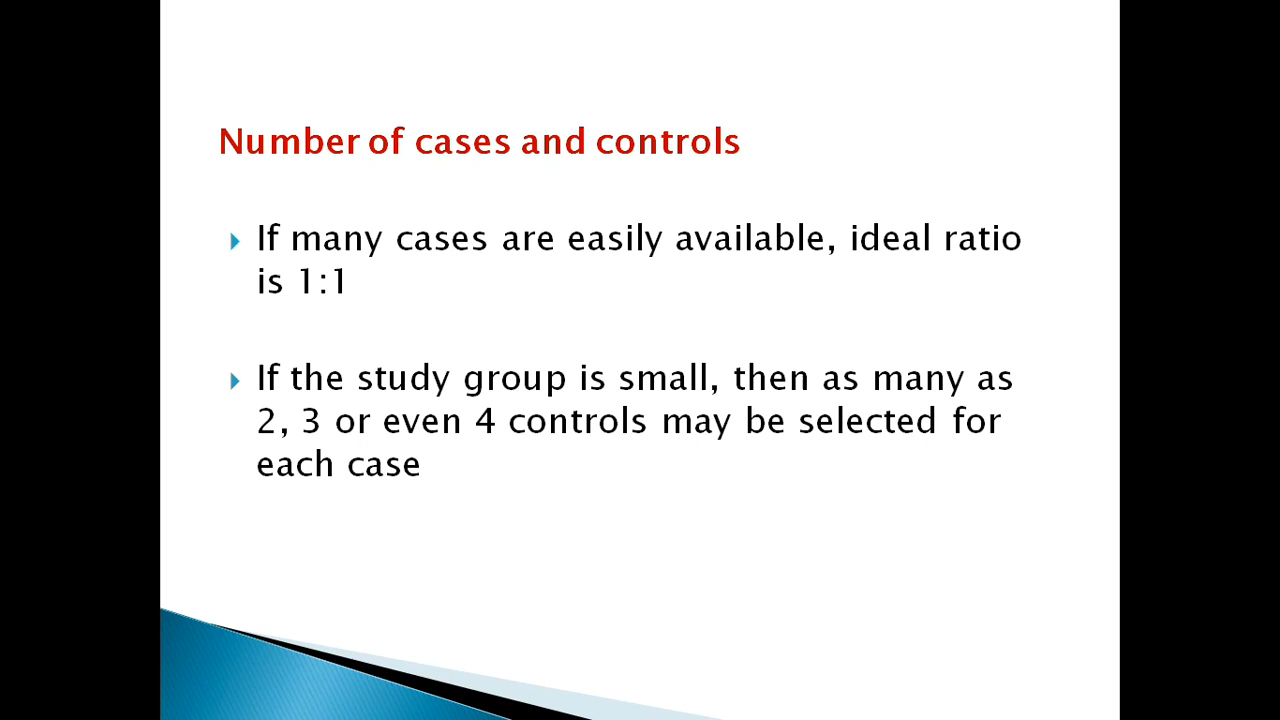 Number of cases and controls
If many cases are easily available, ideal ratio
is 1:1
If the study group is small, then as many as
2, 3 or even 4 controls may be selected for
each case